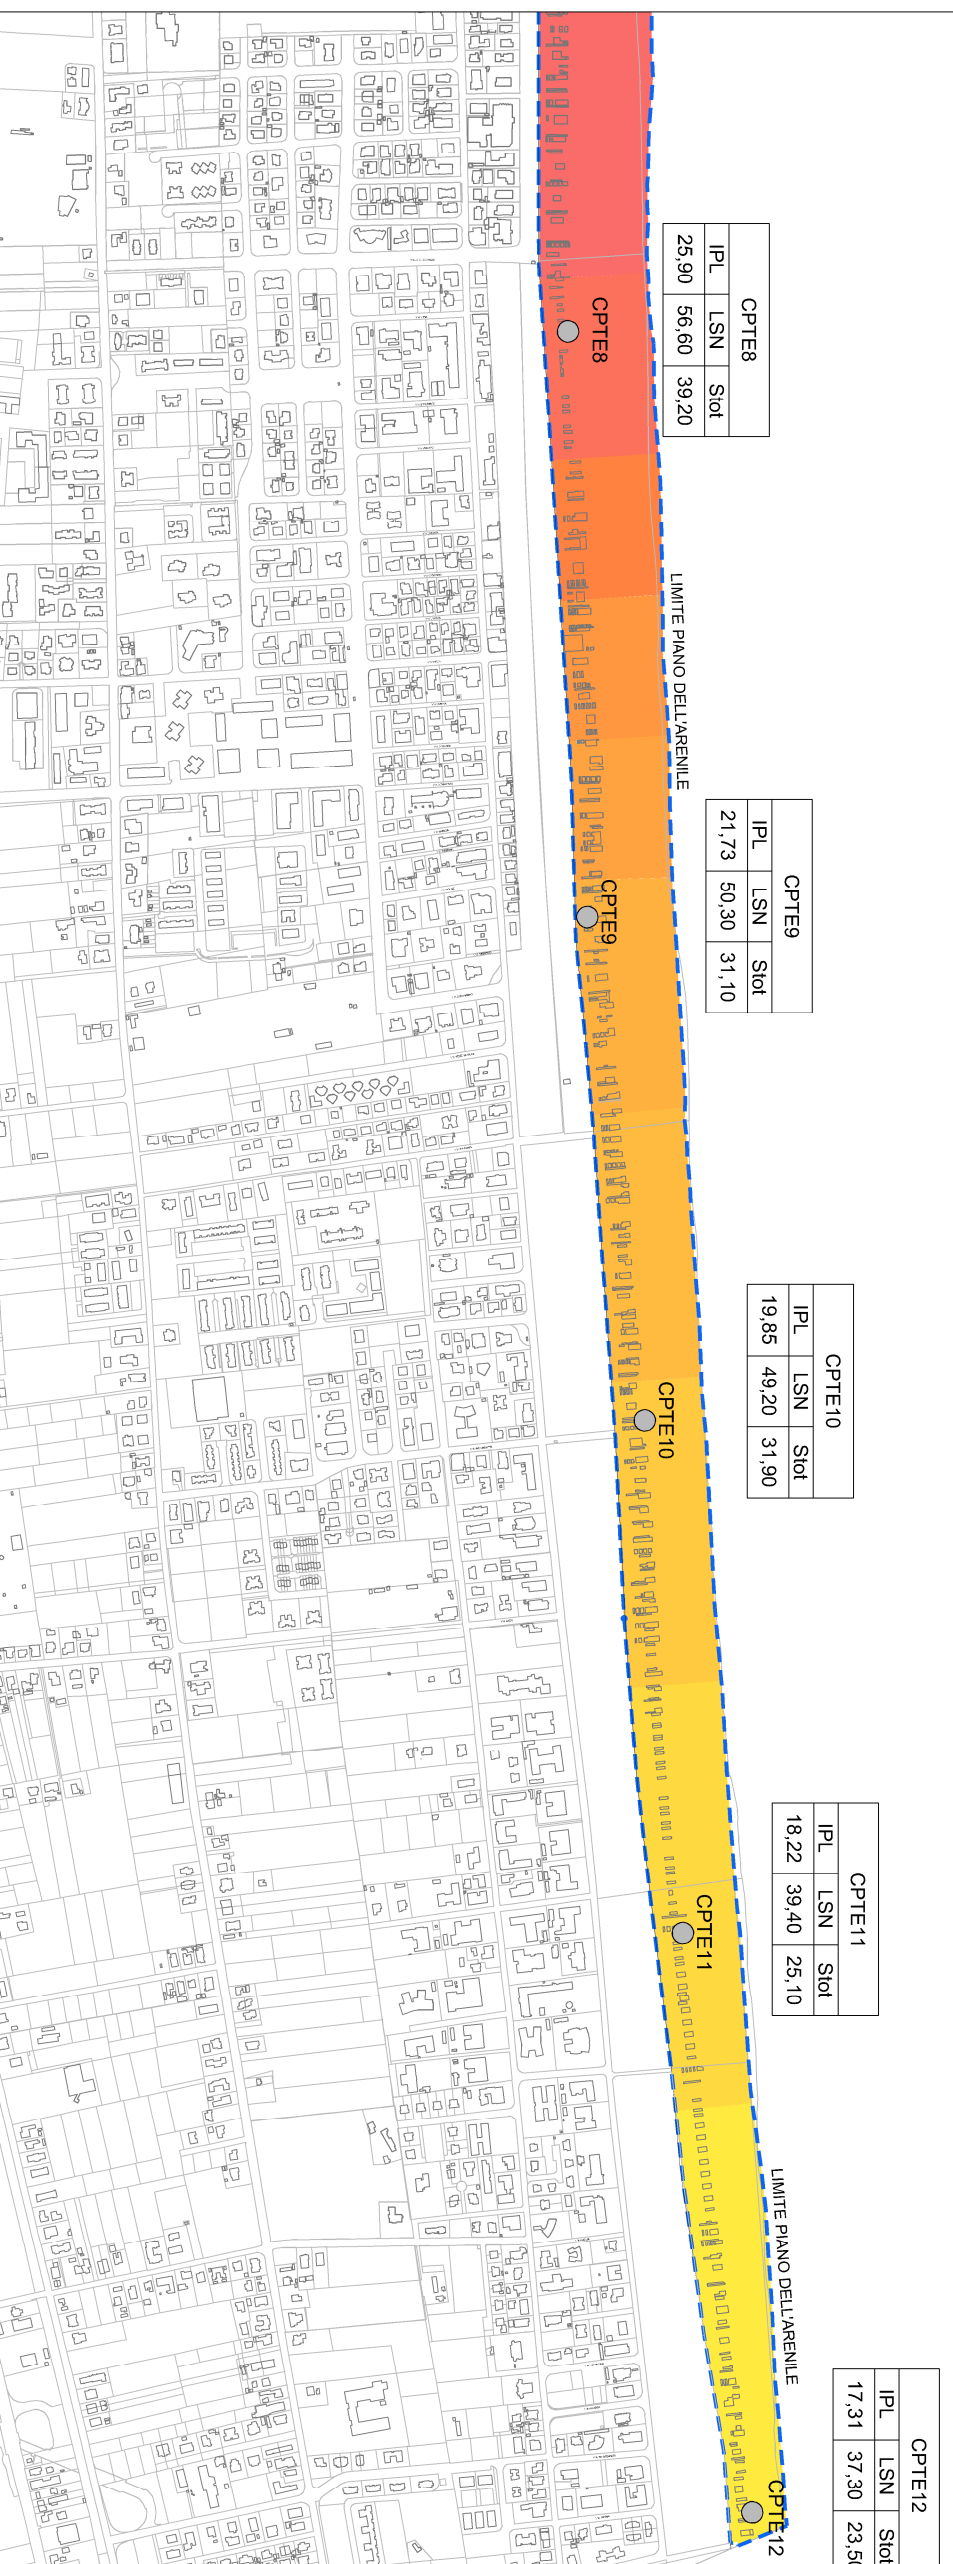 CPTE8
IPL LSN Stot
25,90 56,60 39,20
CPTE8
LIMITE PIANO DELL'ARENILE
CPTE9
IPL LSN Stot
21,73 50,30 31,10
CPTE9
CPTE10
IPL LSN Stot
19,85 49,20 31,90
CPTE10
CPTE11
IPL LSN Stot
18,22 39,40 25,10
CPTE11
LIMITE PIANO DELL'ARENILE
CPTE12
IPL LSN Stot
17,31 37,30 23,50
CPTE12